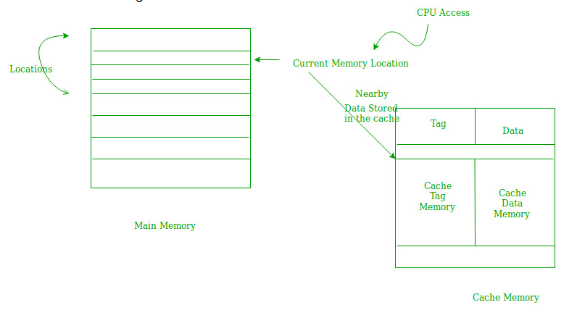 CPU Access
Locations
Current Memory Location
Nearby
Data Stored
in the cache
Tag
Data
Cache
Tag
Memory
Cache
Data
Memory
Main Memory
Cache Memory